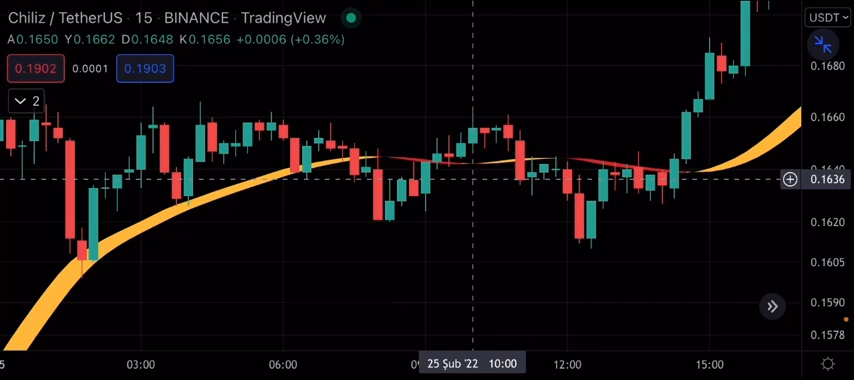 Chiliz / TetherUS · 15 · BINANCE · TradingView
USDT
A0.1650 Y0.1662 D0.1648 K0.1656 +0.0006 (+0.36%)
0.1902 0.0001 0.1903
0.1680
2
0.1660
0.1640
0.1636
0.1620
0.1605
0.1590
0.1578
5 03:00 06:00 25 Şub '22 10:00 12:00 15:00